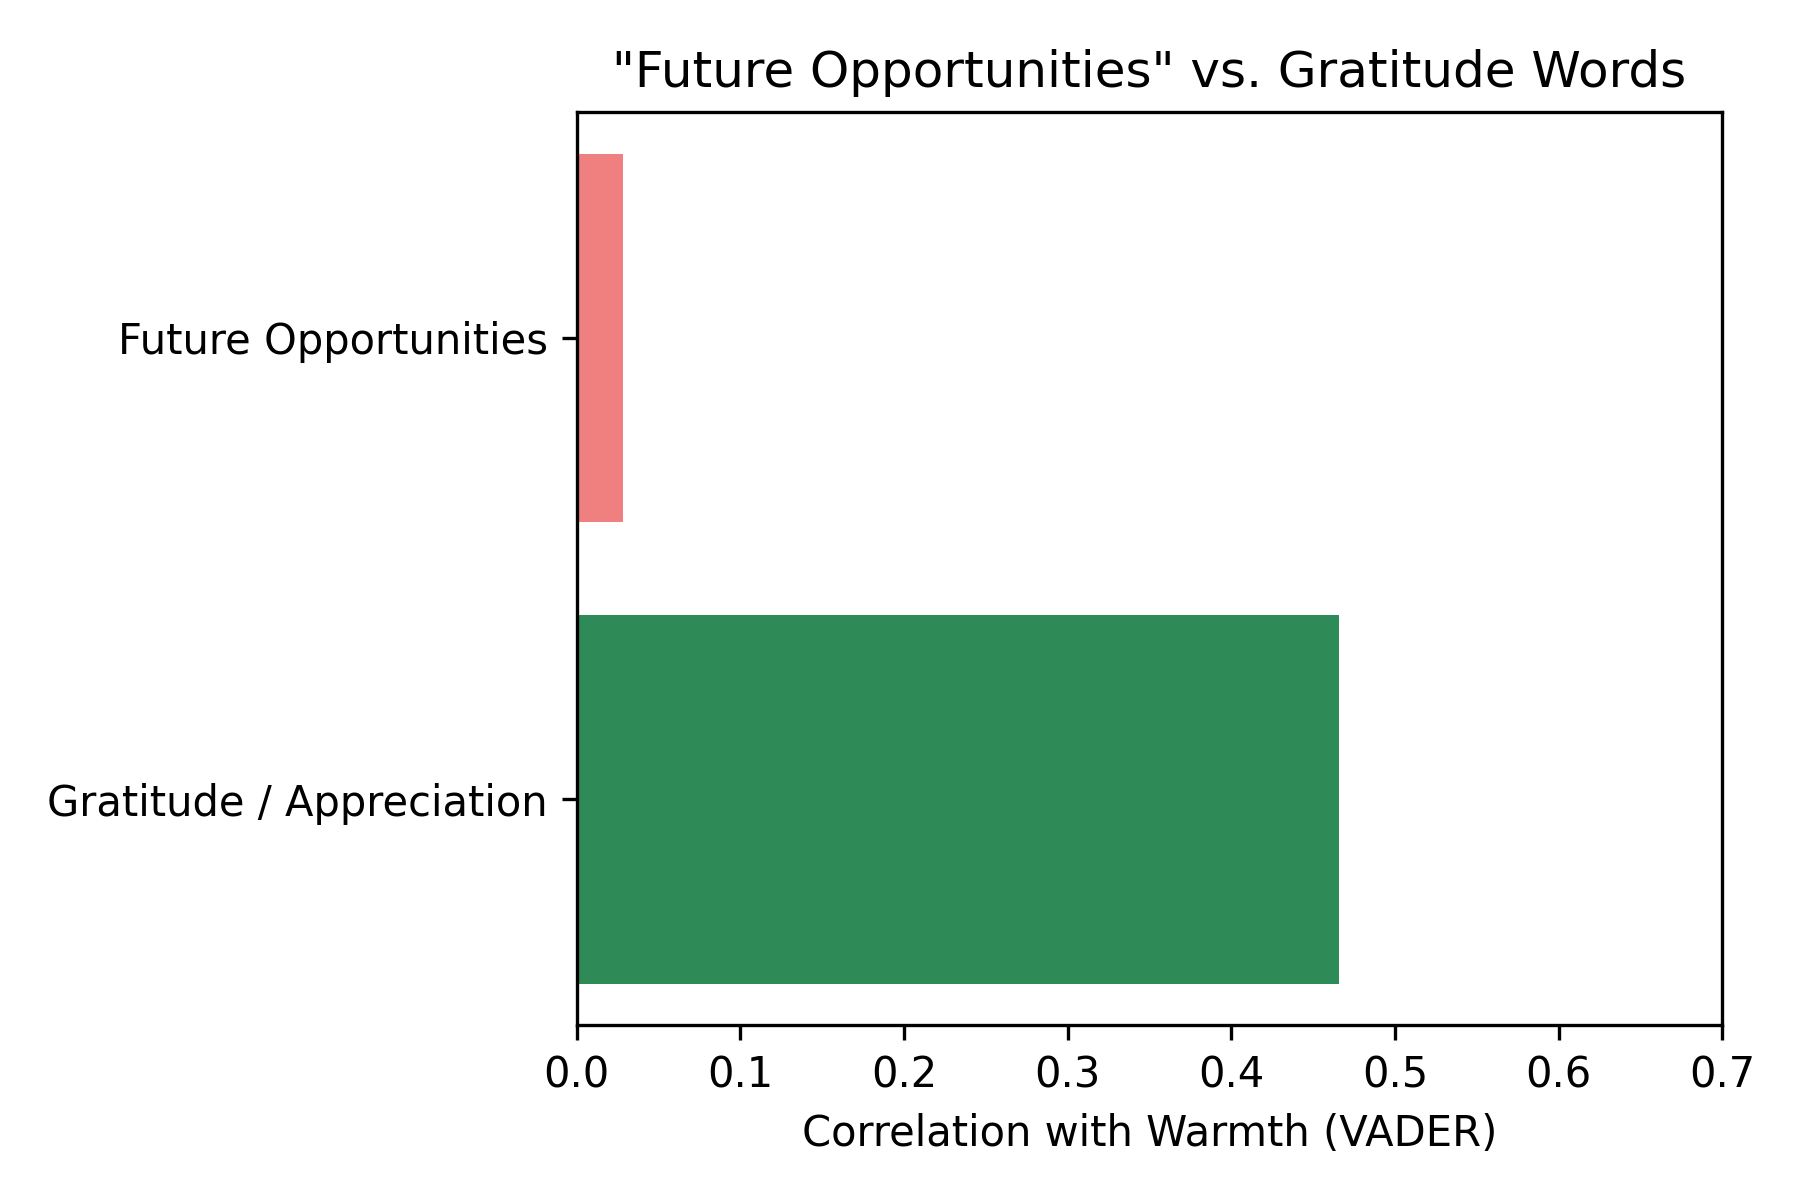 "Future Opportunities" vs. Gratitude Words
Future Opportunities
Gratitude / Appreciation
0.0 0.1 0.2 0.3 0.4 0.5 0.6 0.7
Correlation with Warmth (VADER)